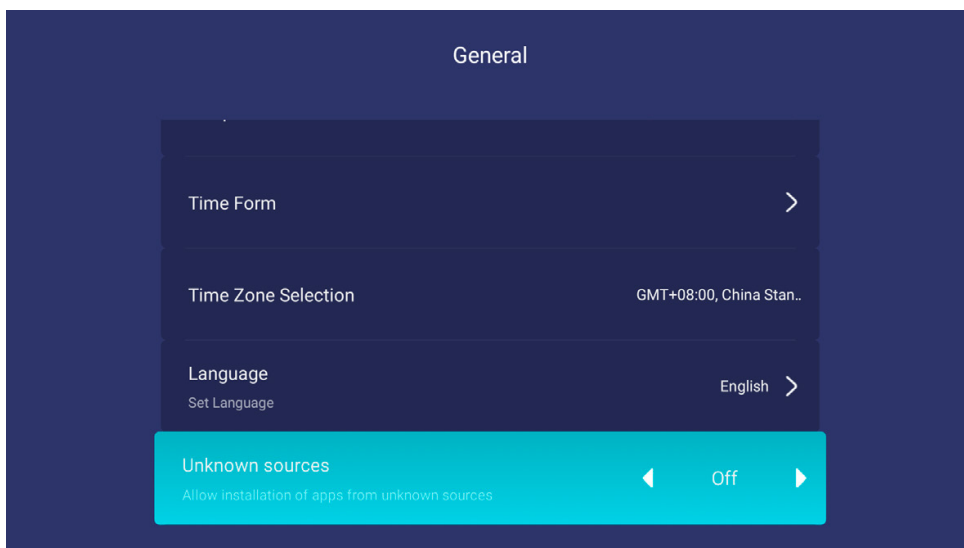 General
Time Form
Time Zone Selection
GMT+08:00, China Stan..
Language
English
Set Language
Unknown sources
Off
Allow installation of apps from unknown sources